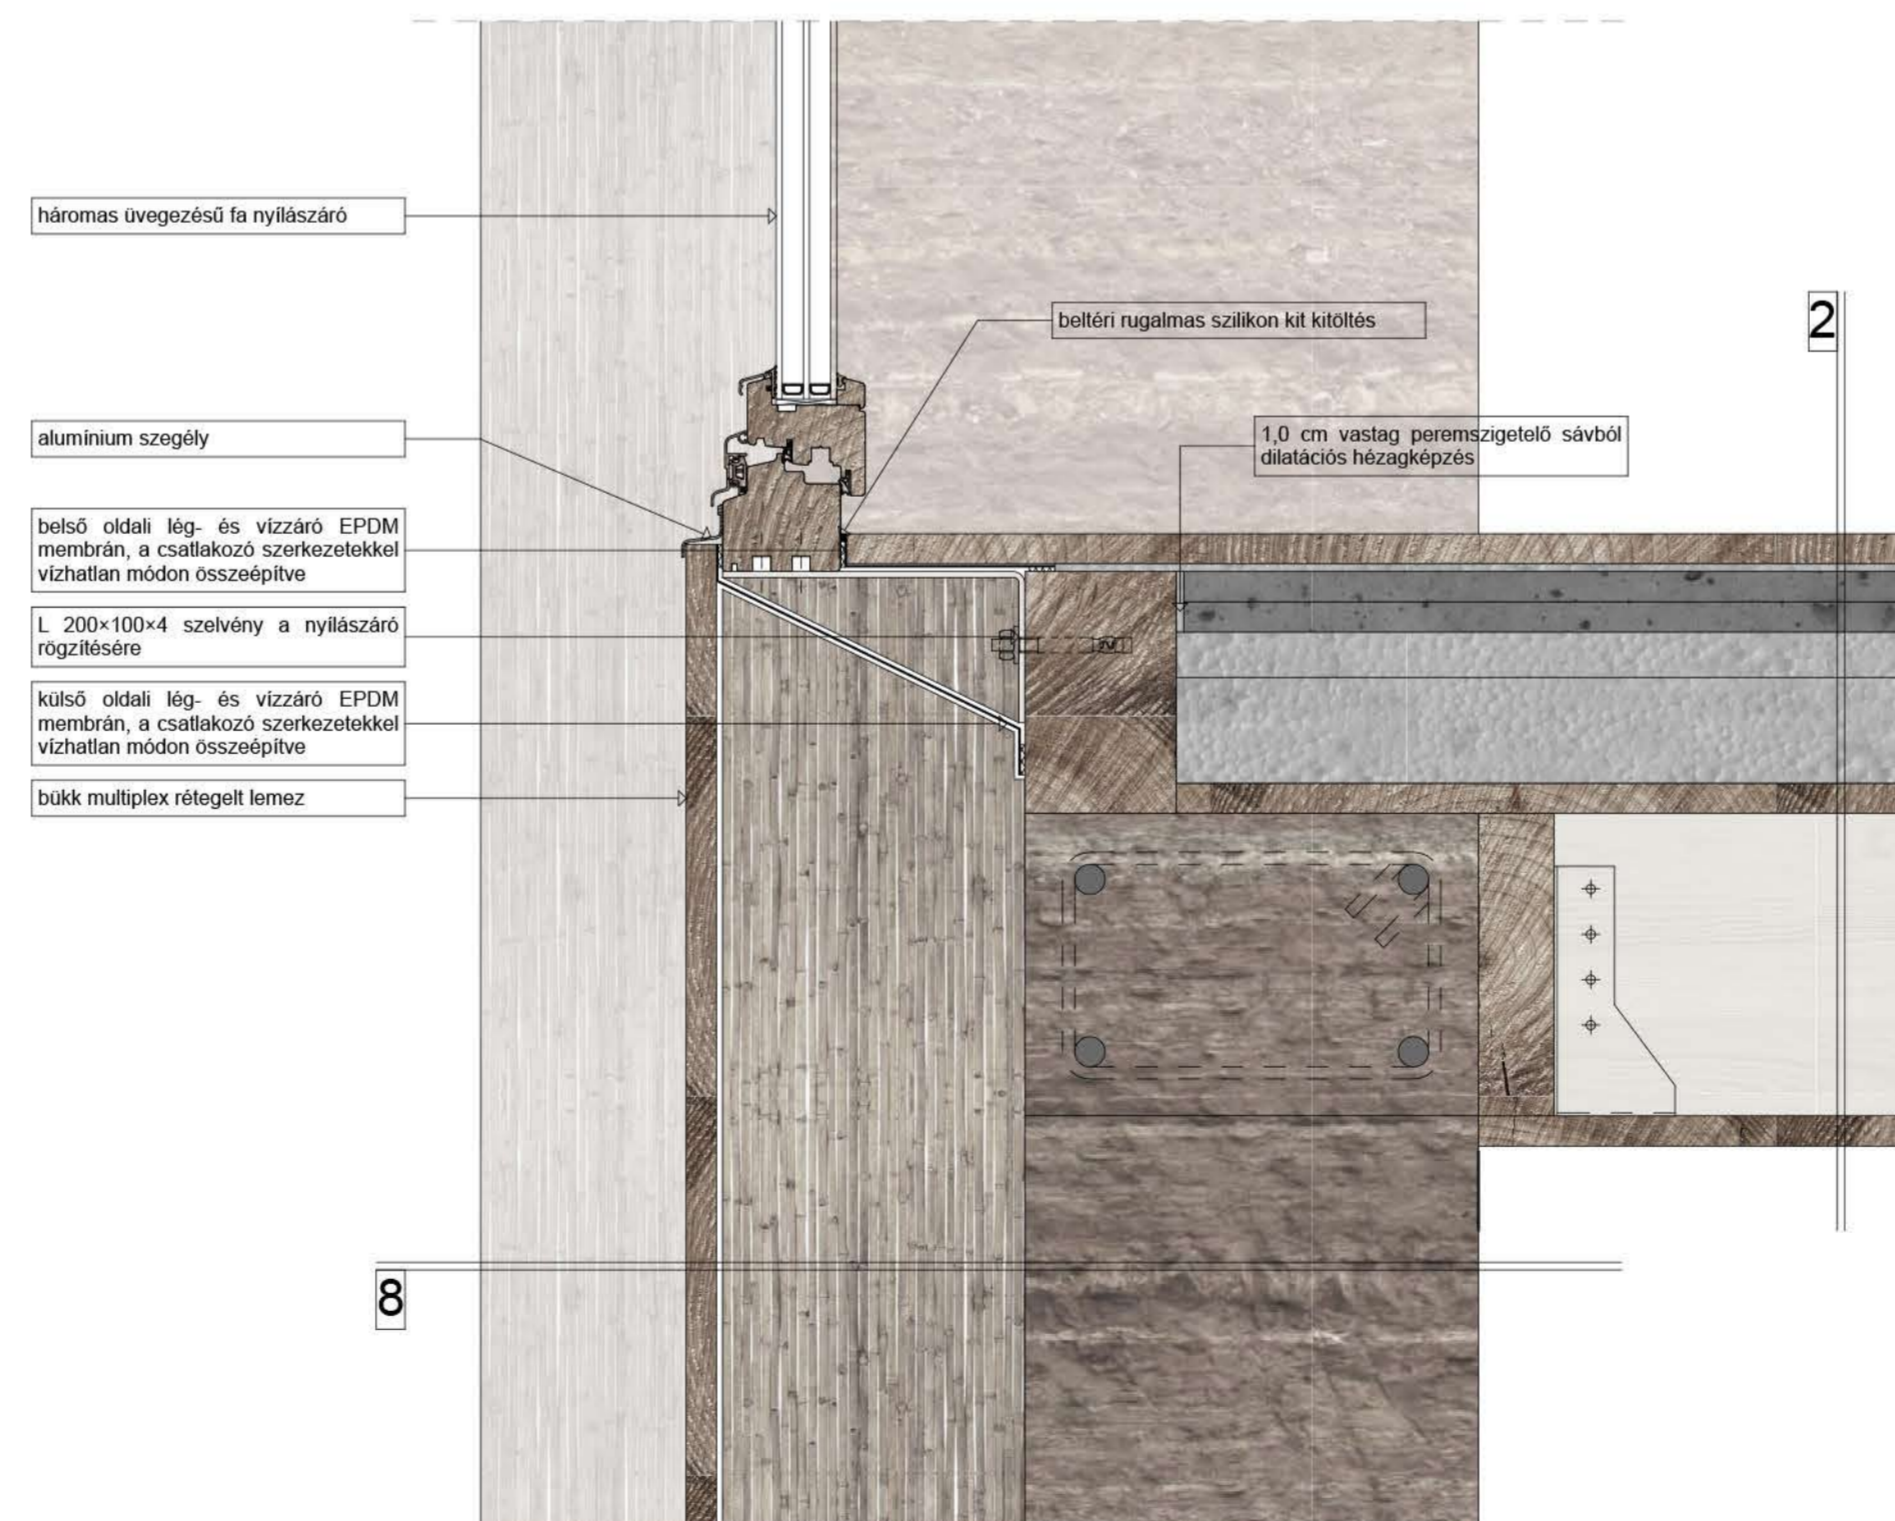 háromas üvegezésű fa nyílászáró
beltéri rugalmas szilikon kit kitöltés
2
alumínium szegély
1,0 cm vastag peremszigetelő sávból
dilatációs hézagképzés
belső oldali lég- és vízzáró EPDM
membrán, a csatlakozó szerkezetekkel
vízhatlan módon összeépítve
L 200×100×4 szelvény a nyílászáró
rögzítésére
külső oldali lég- és vízzáró EPDM
membrán, a csatlakozó szerkezetekkel
vízhatlan módon összeépítve
bükk multiplex rétegelt lemez
8